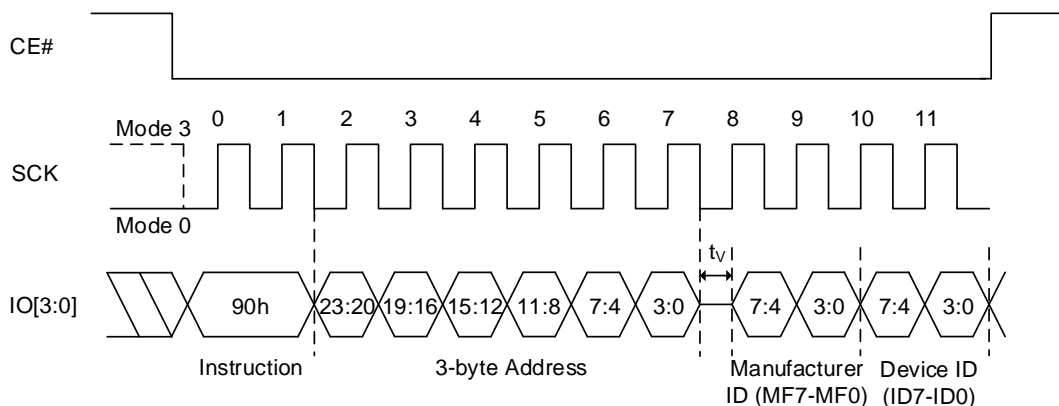 CE#
0 1 2 3 4 5 6 7 8 9 10 11
Mode 3
SCK
Mode 0
tV
IO[3:0] 90h 23:20 19:16 15:12 11:8 7:4 3:0 7:4 3:0 7:4 3:0
Instruction 3-byte Address Manufacturer Device ID
ID (MF7-MF0) (ID7-ID0)